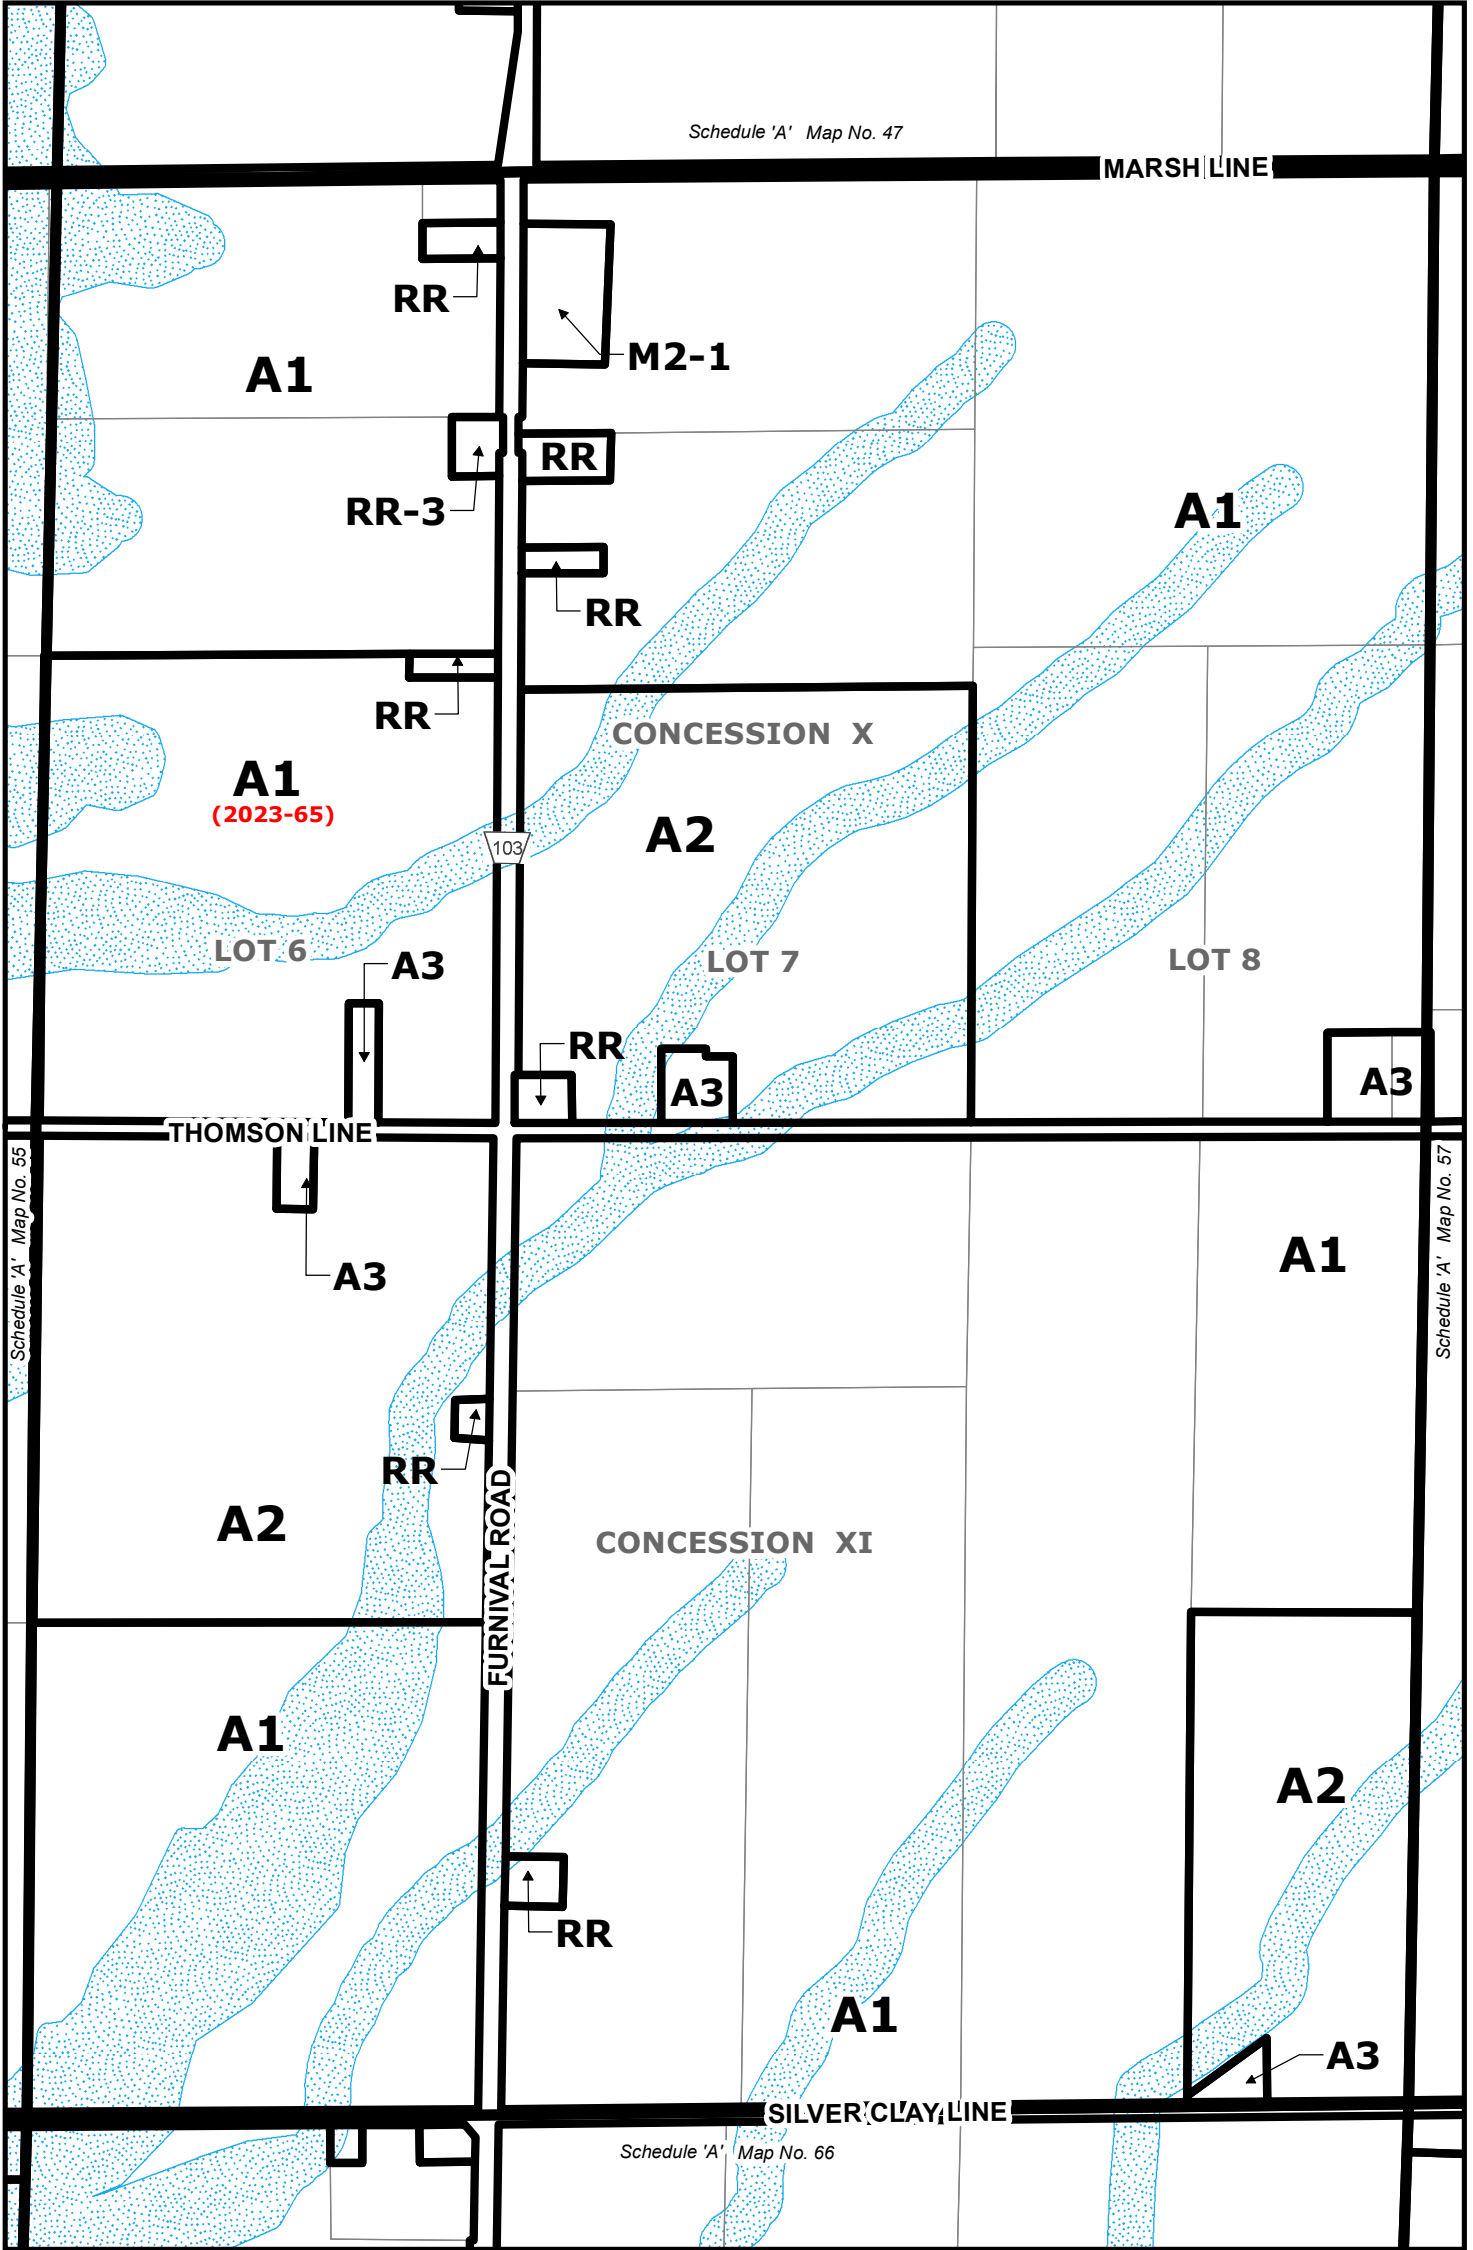 Schedule 'A' Map No. 47
MARSH LINE
RR
M2-1
A1
RR
RR-3
A1
RR
RR
CONCESSION X
A1
(2023-65)
A2
103
LOT 6
A3
LOT 7
LOT 8
RR
A3
A3
THOMSON LINE
Schedule 'A' Map No. 55
Schedule 'A' Map No. 57
A1
A3
RR
A2
FURNIVAL ROAD
CONCESSION XI
A1
A2
RR
A1
A3
SILVER CLAY LINE
Schedule 'A' Map No. 66